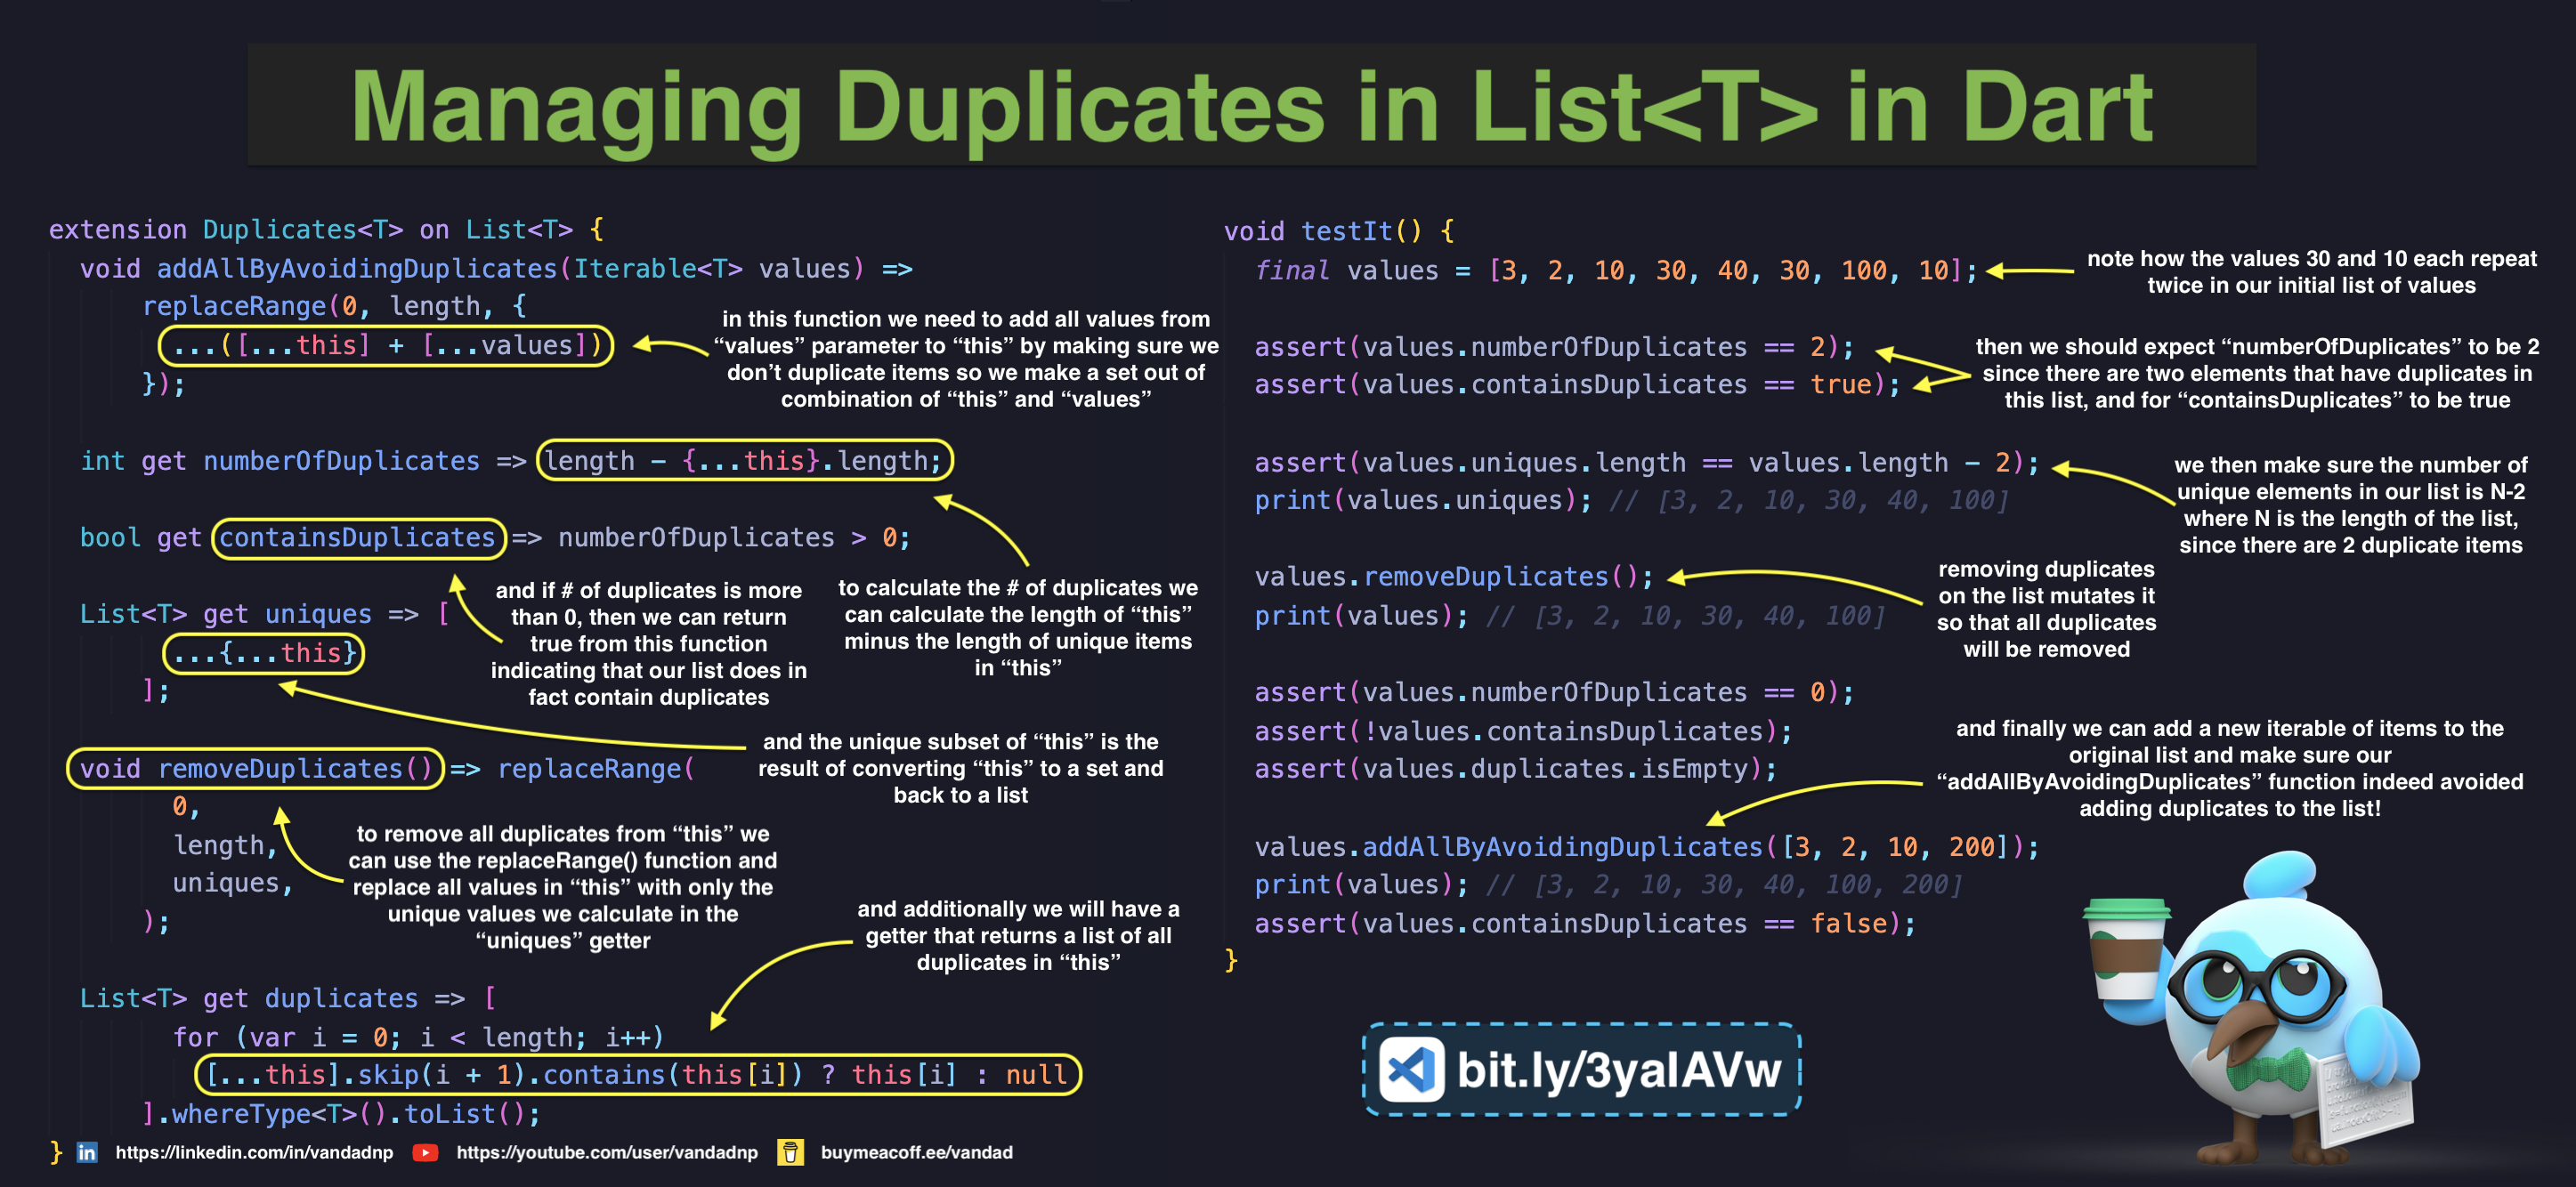 Managing Duplicates in List<T> in Dart
extension Duplicates<T> on List<T> {
void addAllByAvoidingDuplicates(Iterable<T> values) =>
replaceRange(0, length, {
...([...this] + [...values])
});
in this function we need to add all values from
“values” parameter to “this” by making sure we
don’t duplicate items so we make a set out of
combination of “this” and “values”
int get numberOfDuplicates => length - {...this}.length;
bool get containsDuplicates => numberOfDuplicates > 0;
to calculate the # of duplicates we
can calculate the length of “this”
minus the length of unique items
in “this”
and if # of duplicates is more
than 0, then we can return
true from this function
indicating that our list does in
fact contain duplicates
List<T> get uniques => [
...{...this}
];
and the unique subset of “this” is the
result of converting “this” to a set and
back to a list
void removeDuplicates() => replaceRange(
0,
length,
uniques,
);
to remove all duplicates from “this” we
can use the replaceRange() function and
replace all values in “this” with only the
unique values we calculate in the
“uniques” getter
and additionally we will have a
getter that returns a list of all
duplicates in “this”
List<T> get duplicates => [
for (var i = 0; i < length; i++)
[...this].skip(i + 1).contains(this[i]) ? this[i] : null
].whereType<T>().toList();
}
https://linkedin.com/in/vandadnp
https://youtube.com/user/vandadnp
buymeacoff.ee/vandad
void testIt() {
final values = [3, 2, 10, 30, 40, 30, 100, 10];
note how the values 30 and 10 each repeat
twice in our initial list of values
assert(values.numberOfDuplicates == 2);
assert(values.containsDuplicates == true);
then we should expect “numberOfDuplicates” to be 2
since there are two elements that have duplicates in
this list, and for “containsDuplicates” to be true
assert(values.uniques.length == values.length - 2);
print(values.uniques); // [3, 2, 10, 30, 40, 100]
we then make sure the number of
unique elements in our list is N-2
where N is the length of the list,
since there are 2 duplicate items
values.removeDuplicates();
print(values); // [3, 2, 10, 30, 40, 100]
removing duplicates
on the list mutates it
so that all duplicates
will be removed
assert(values.numberOfDuplicates == 0);
assert(!values.containsDuplicates);
assert(values.duplicates.isEmpty);
and finally we can add a new iterable of items to the
original list and make sure our
“addAllByAvoidingDuplicates” function indeed avoided
adding duplicates to the list!
values.addAllByAvoidingDuplicates([3, 2, 10, 200]);
print(values); // [3, 2, 10, 30, 40, 100, 200]
assert(values.containsDuplicates == false);
}
bit.ly/3yaIAVw